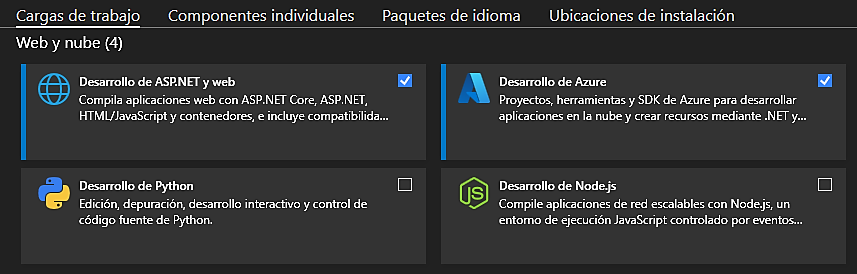 Cargas de trabajo Componentes individuales Paquetes de idioma Ubicaciones de instalación
Web y nube (4)
Desarrollo de ASP.NET y web
Compila aplicaciones web con ASP.NET Core, ASP.NET,
HTML/JavaScript y contenedores, e incluye compatibilida...
Desarrollo de Azure
Proyectos, herramientas y SDK de Azure para desarrollar
aplicaciones en la nube y crear recursos mediante .NET y...
Desarrollo de Python
Edición, depuración, desarrollo interactivo y control de
código fuente de Python.
JS
Desarrollo de Node.js
Compile aplicaciones de red escalables con Node.js, un
entorno de ejecución JavaScript controlado por eventos...